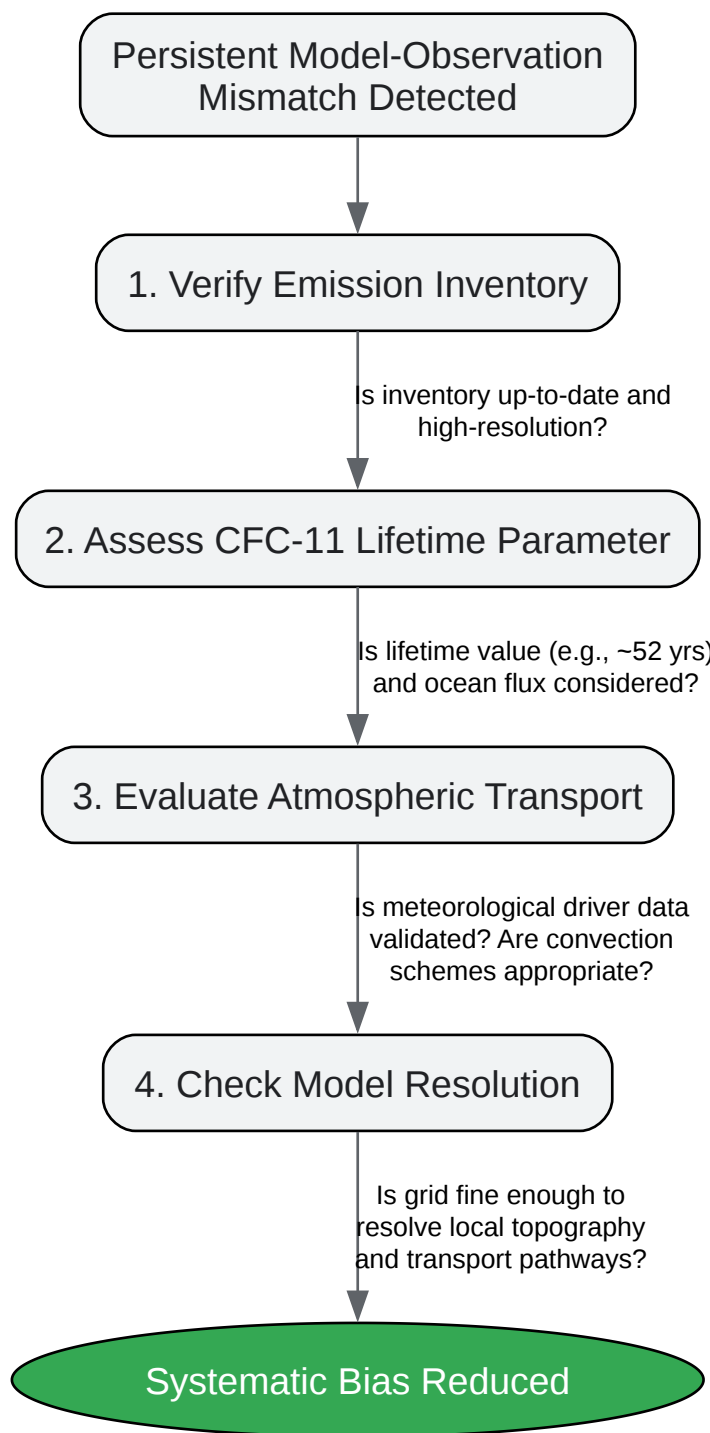 Persistent Model-Observation
Mismatch Detected
1. Verify Emission Inventory
Is inventory up-to-date and
high-resolution?
2. Assess CFC-11 Lifetime Parameter
Is lifetime value (e.g., ~52 yrs)
and ocean flux considered?
3. Evaluate Atmospheric Transport
Is meteorological driver data
validated? Are convection
schemes appropriate?
4. Check Model Resolution
Is grid fine enough to
resolve local topography
and transport pathways?
Systematic Bias Reduced